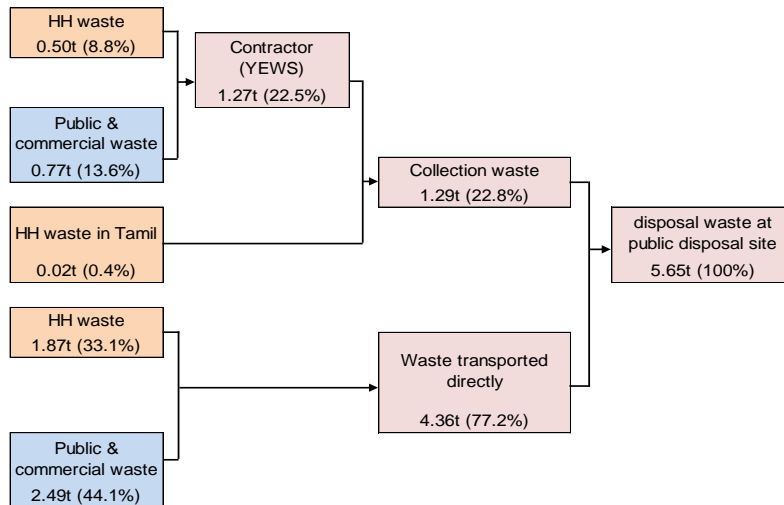 HH waste
0.50t (8.8%)
Public &
commercial waste
0.77t (13.6%)
HH waste in Tamil
0.02t (0.4%)
HH waste
1.87t (33.1%)
Public &
commercial waste
2.49t (44.1%)
Contractor
(YEWS)
1.27t (22.5%)
Collection waste
1.29t (22.8%)
Waste transported
directly
4.36t (77.2%)
disposal waste at
public disposal site
5.65t (100%)